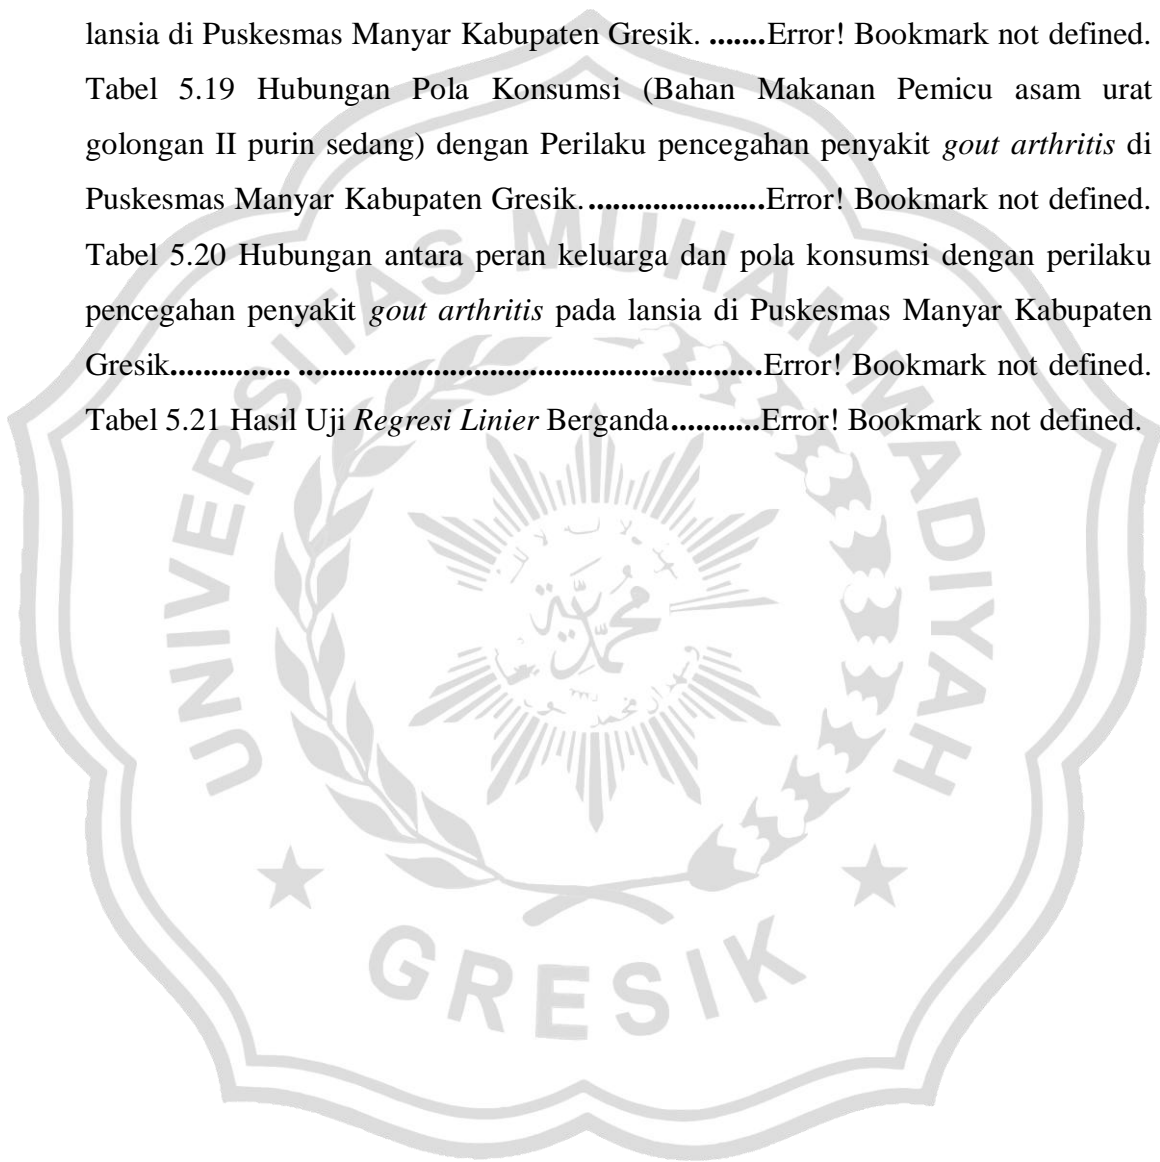 lansia di Puskesmas Manyar Kabupaten Gresik. .......Error! Bookmark not defined.
Tabel 5.19 Hubungan Pola Konsumsi (Bahan Makanan Pemicu asam urat
golongan II purin sedang) dengan Perilaku pencegahan penyakit gout arthritis di
Puskesmas Manyar Kabupaten Gresik. ......................Error! Bookmark not defined.
Tabel 5.20 Hubungan antara peran keluarga dan pola konsumsi dengan perilaku
pencegahan penyakit gout arthritis pada lansia di Puskesmas Manyar Kabupaten
Gresik............... ..........................................................Error! Bookmark not defined.
Tabel 5.21 Hasil Uji Regresi Linier Berganda...........Error! Bookmark not defined.
UNIVERSITAS MUHAMMADIYAH
محمد
GRESIK